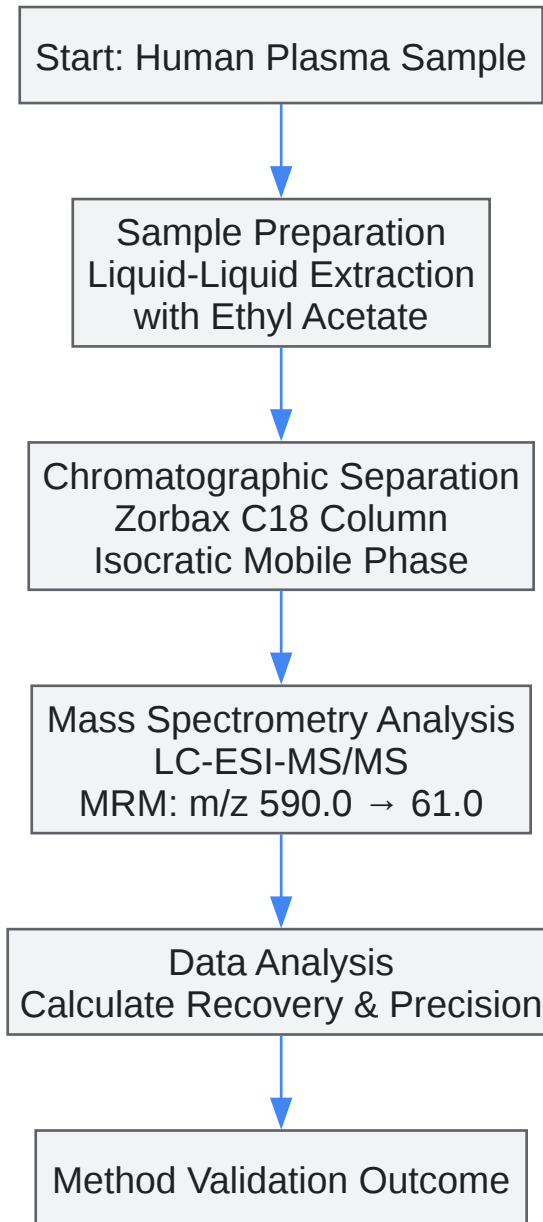 Start: Human Plasma Sample
Sample Preparation
Liquid-Liquid Extraction
with Ethyl Acetate
Chromatographic Separation
Zorbax C18 Column
Isocratic Mobile Phase
Mass Spectrometry Analysis
LC-ESI-MS/MS
MRM: m/z 590.0 → 61.0
Data Analysis
Calculate Recovery & Precision
Method Validation Outcome